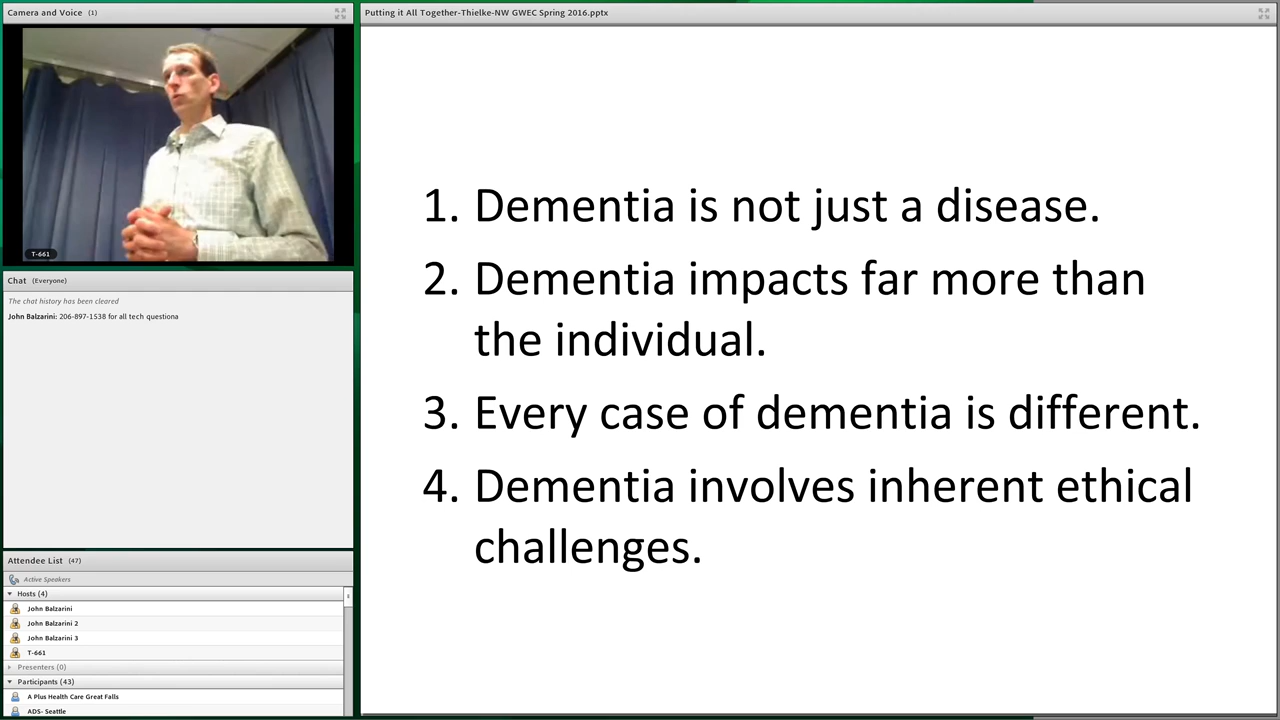 Camera and Voice (1)
T-661
Chat (Everyone)
The chat history has been cleared
John Balzarini: 206-897-1538 for all tech questiona
Attendee List (47)
Active Speakers
Hosts (4)
John Balzarini
John Balzarini 2
John Balzarini 3
T-661
Presenters (0)
Participants (43)
A Plus Health Care Great Falls
ADS- Seattle
Putting it All Together-Thielke-NW GWEC Spring 2016.pptx
1. Dementia is not just a disease.
2. Dementia impacts far more than
the individual.
3. Every case of dementia is different.
4. Dementia involves inherent ethical
challenges.